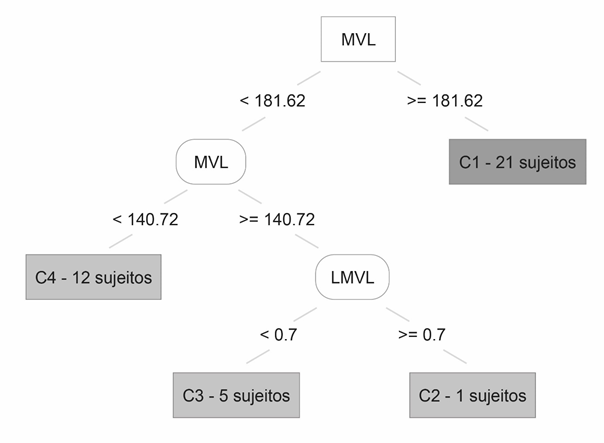 MVL
< 181.62
>= 181.62
MVL
C1 - 21 sujeitos
< 140.72
>= 140.72
C4 - 12 sujeitos
LMVL
< 0.7
>= 0.7
C3 - 5 sujeitos
C2 - 1 sujeitos